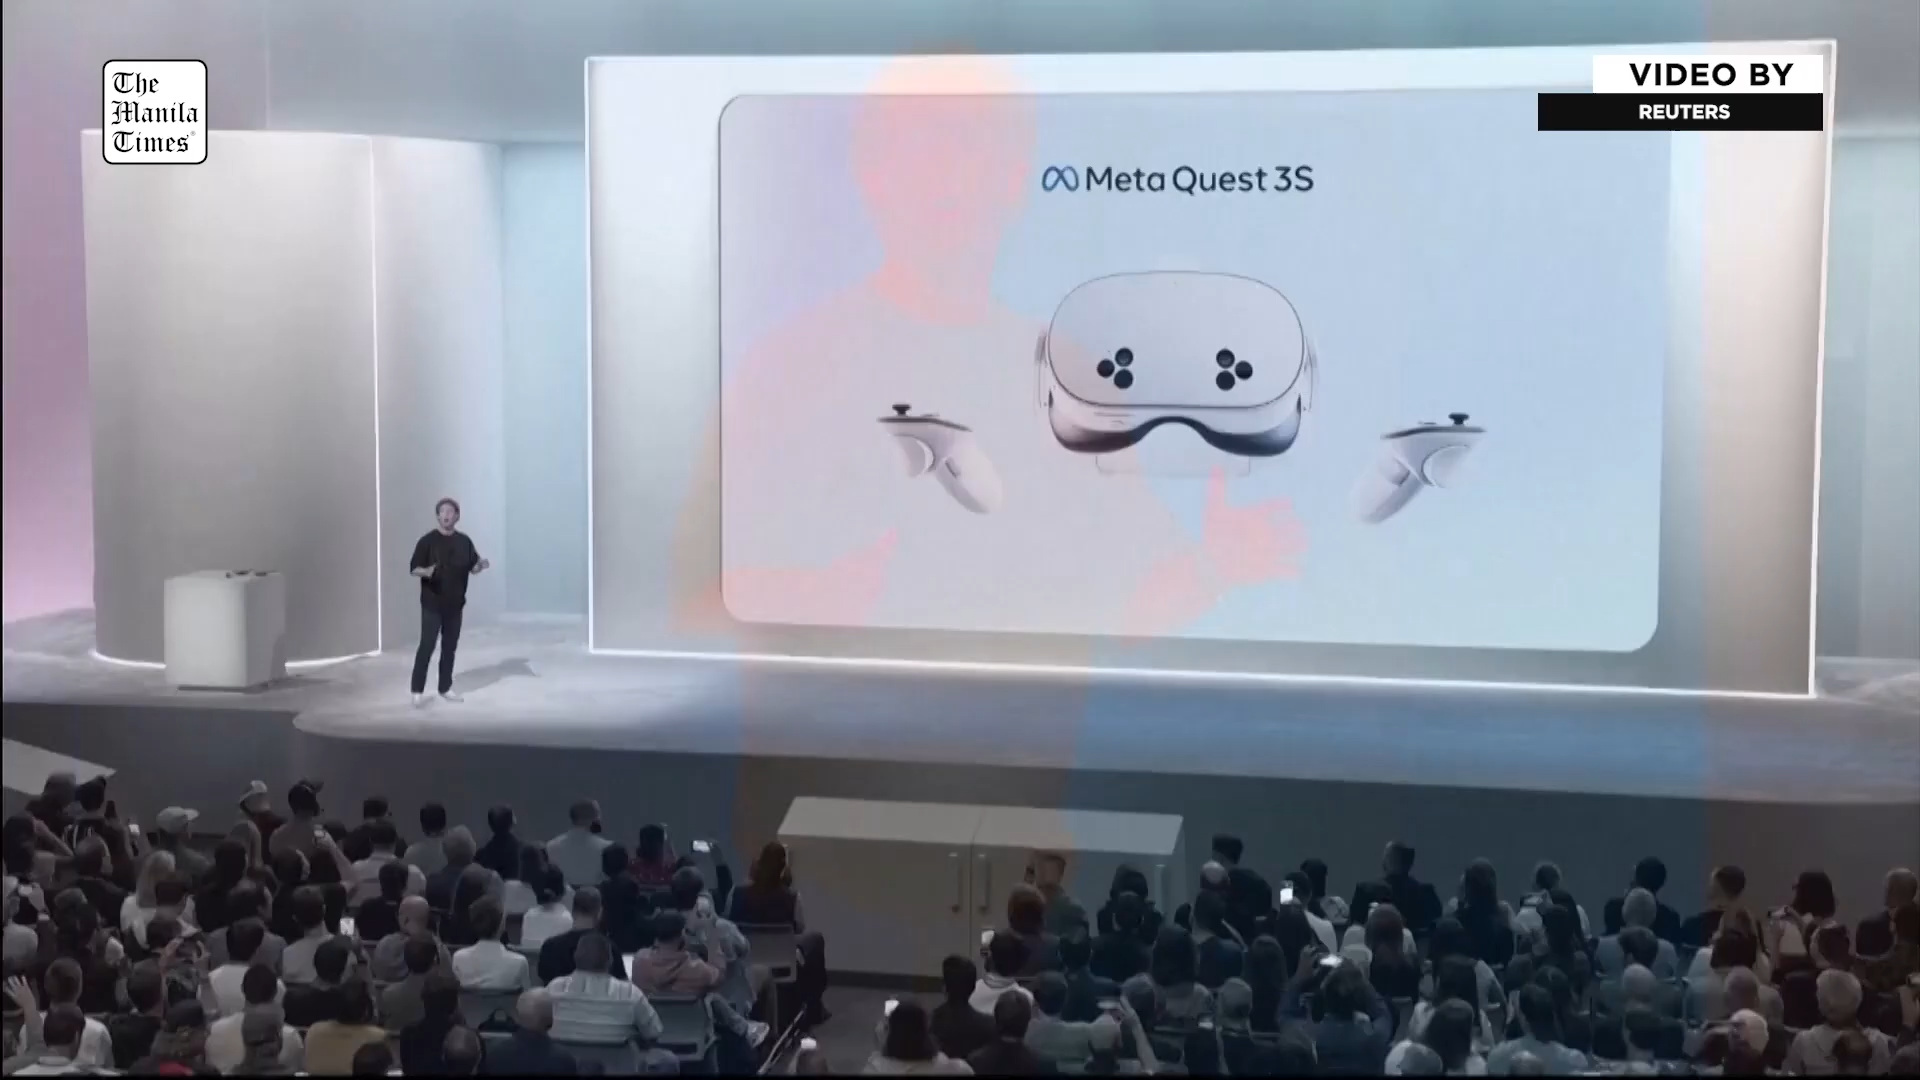 The
Manila
Times
VIDEO BY
REUTERS
Meta Quest 3S